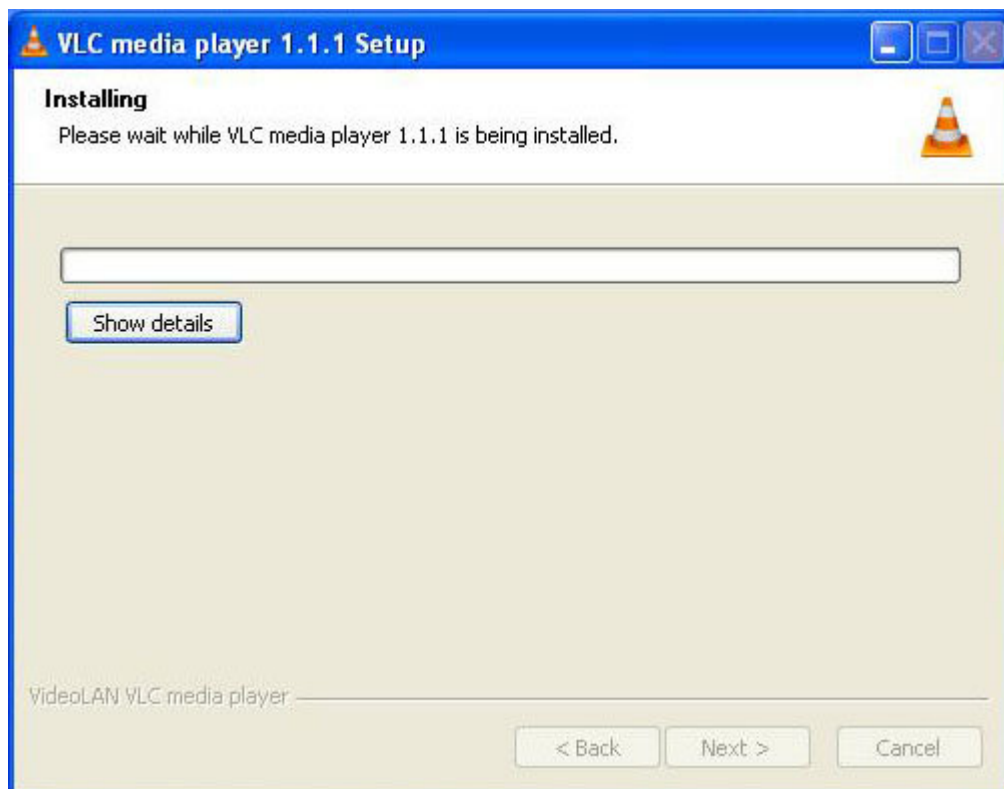 VLC media player 1.1.1 Setup
Installing
Please wait while VLC media player 1.1.1 is being installed.
Show details
VideoLAN VLC media player
< Back
Next >
Cancel